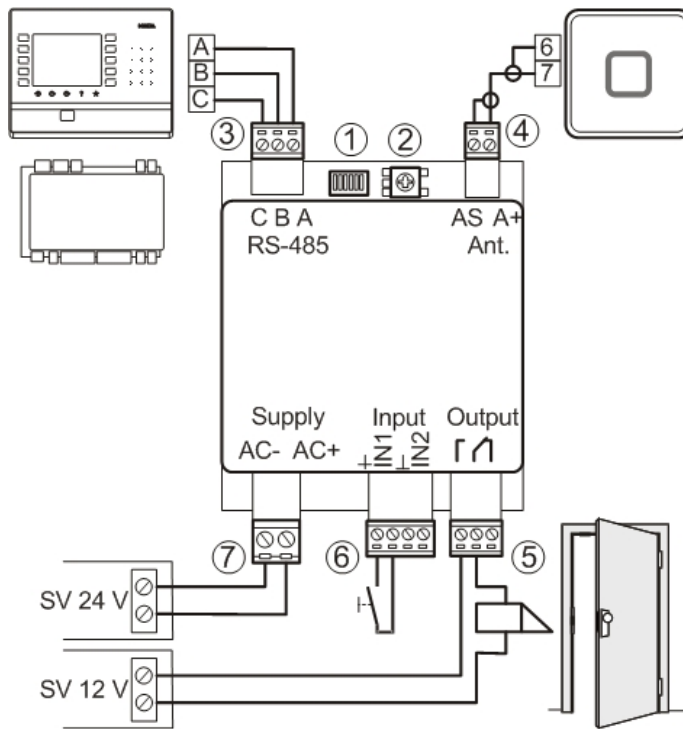 A
B
C
6
7
③
①
②
④
C B A
AS A+
RS-485
Ant.
Supply
Input
Output
AC- AC+
⊥
IN1
⊥
IN2
⑦
⑥
⑤
SV 24 V
SV 12 V